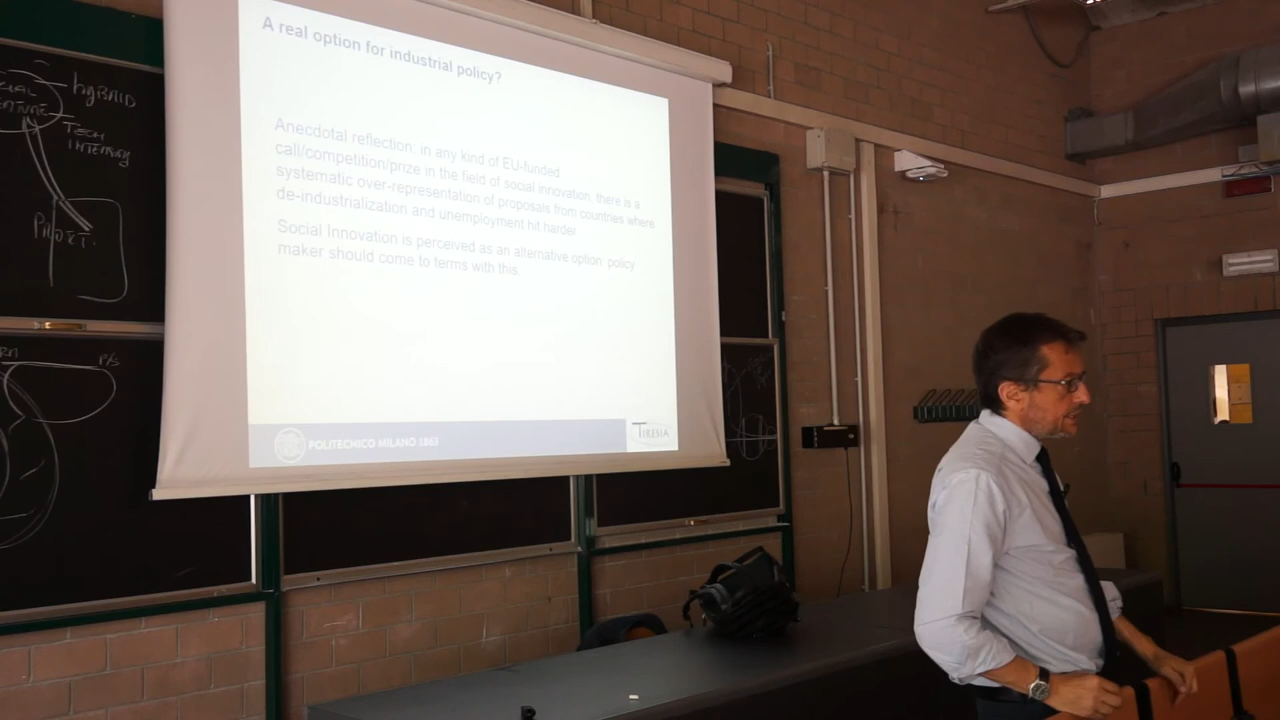 A real option for industrial policy?
Anecdotal reflection: in any kind of EU-funded
call/competition/prize in the field of social innovation, there is a
systematic over-representation of proposals from countries where
de-industrialization and unemployment hit harder
Social Innovation is perceived as an alternative option: policy
maker should come to terms with this.
POLITECNICO MILANO 1863
TIRESIA
hyBRID
TECH
INTENSITY
P/S